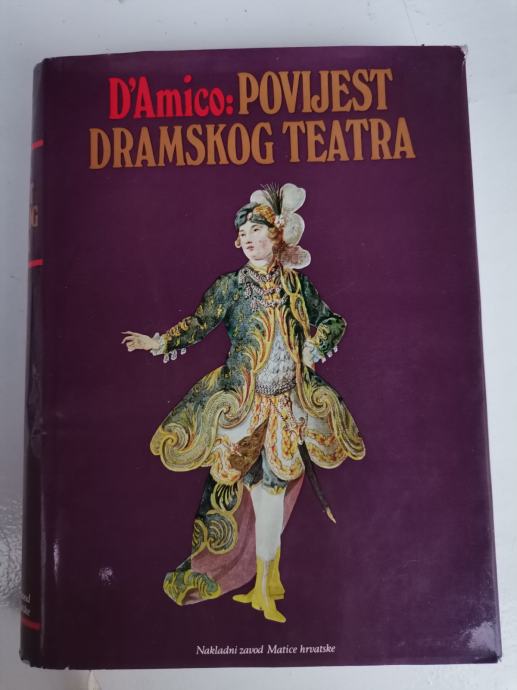 D'Amico: POVIJEST
DRAMSKOG TEATRA
Nakladni zavod Matice hrvatske